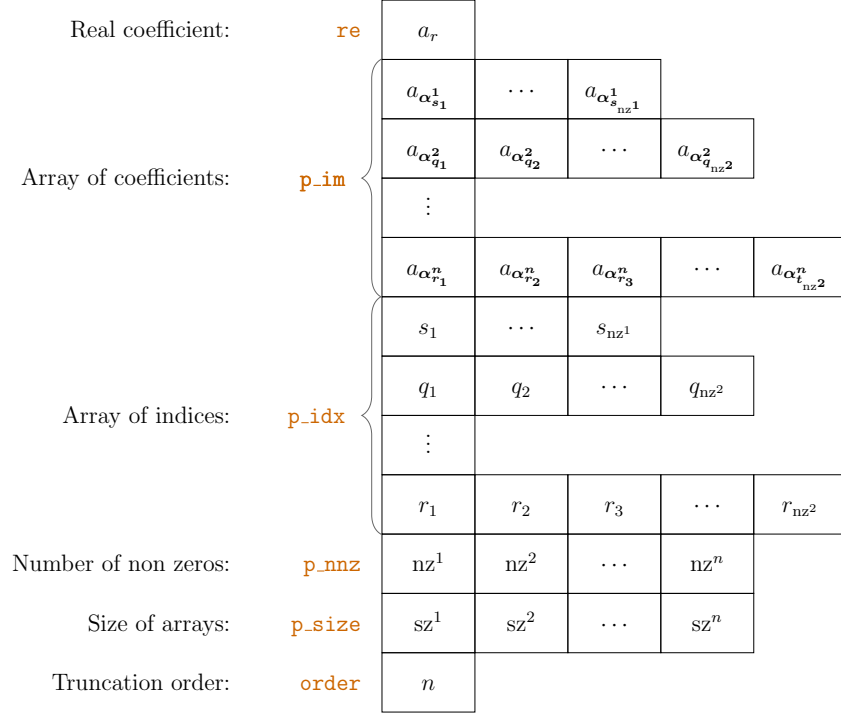 Real coefficient: re a_r
a_{α^1_{s_1}} ⋯ a_{α^1_{s_{nz^1}}}
a_{α^2_{q_1}} a_{α^2_{q_2}} ⋯ a_{α^2_{q_{nz^2}}}
Array of coefficients: p_im
⋮
a_{α^n_{r_1}} a_{α^n_{r_2}} a_{α^n_{r_3}} ⋯ a_{α^n_{t_{nz^2}}}
s_1 ⋯ s_{nz^1}
q_1 q_2 ⋯ q_{nz^2}
Array of indices: p_idx
⋮
r_1 r_2 r_3 ⋯ r_{nz^2}
Number of non zeros: p_nnz nz^1 nz^2 ⋯ nz^n
Size of arrays: p_size sz^1 sz^2 ⋯ sz^n
Truncation order: order n